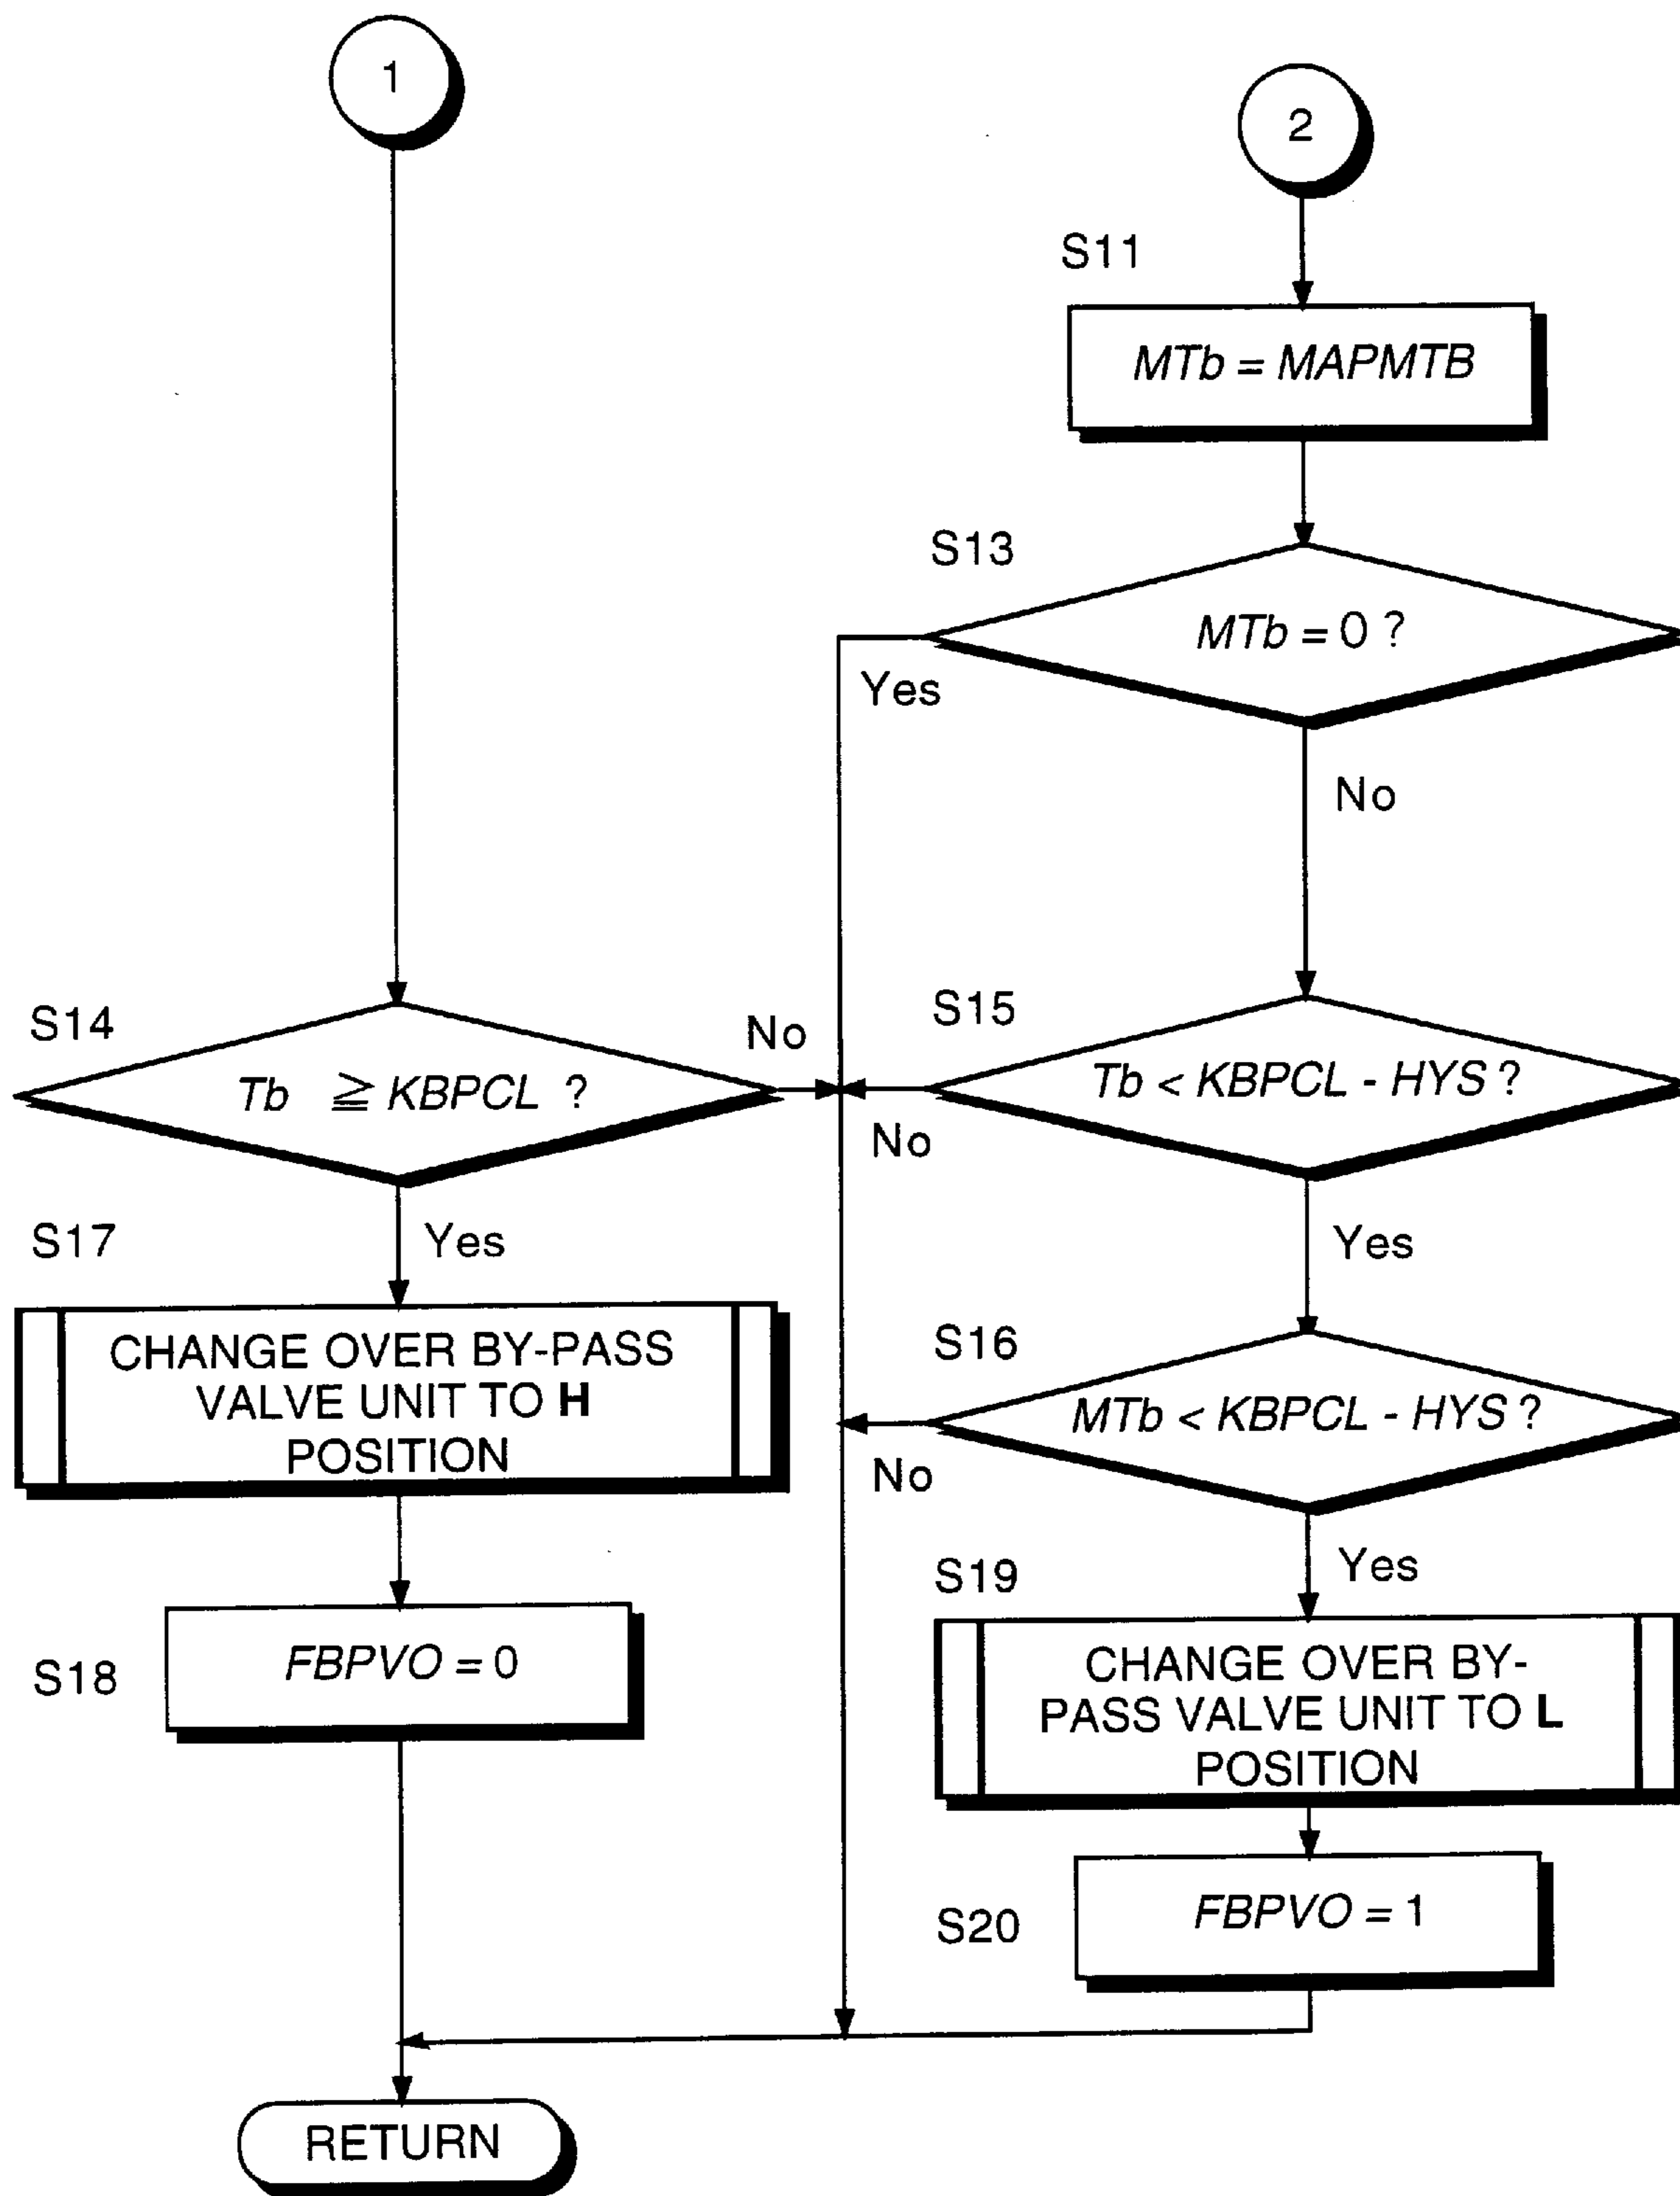 1
2
S11
MTb = MAPMTB
S13
MTb = 0 ?
Yes
No
S14
Tb ≧ KBPCL ?
No
S15
Tb < KBPCL - HYS ?
No
S17
Yes
Yes
CHANGE OVER BY-PASS
VALVE UNIT TO H
POSITION
S16
MTb < KBPCL - HYS ?
No
S18
FBPVO = 0
S19
Yes
CHANGE OVER BY-
PASS VALVE UNIT TO L
POSITION
S20
FBPVO = 1
RETURN